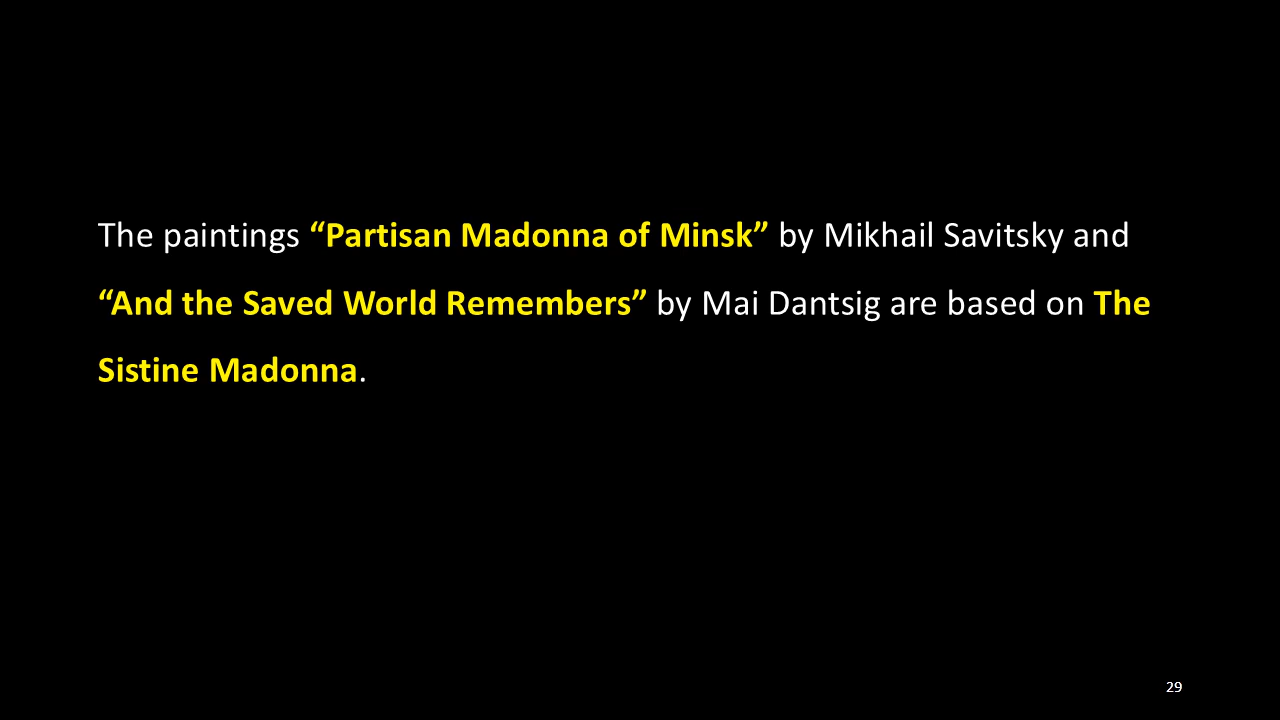 The paintings “Partisan Madonna of Minsk” by Mikhail Savitsky and
“And the Saved World Remembers” by Mai Dantsig are based on The
Sistine Madonna.
29